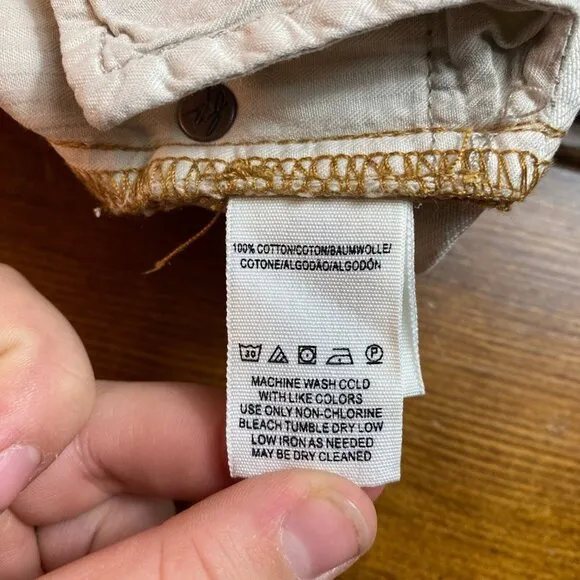 100% COTTON/COTON/BAUMWOLLE/
COTONE/ALGODÃO/ALGODÓN
30
P
MACHINE WASH COLD
WITH LIKE COLORS
USE ONLY NON-CHLORINE
BLEACH TUMBLE DRY LOW
LOW IRON AS NEEDED
MAY BE DRY CLEANED